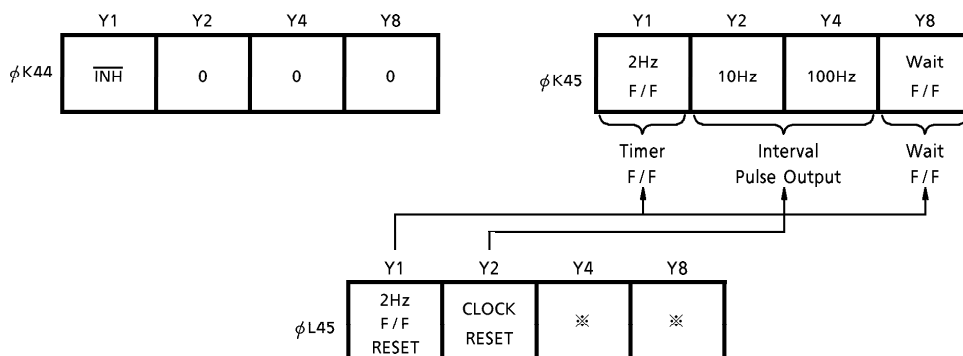 Y1 Y2 Y4 Y8
φK44 INH 0 0 0
Y1 Y2 Y4 Y8
φK45
2Hz
F/F
10Hz
100Hz
Wait
F/F
Timer
F/F
Interval
Pulse Output
Wait
F/F
Y1 Y2 Y4 Y8
φL45
2Hz
F/F
RESET
CLOCK
RESET
※
※